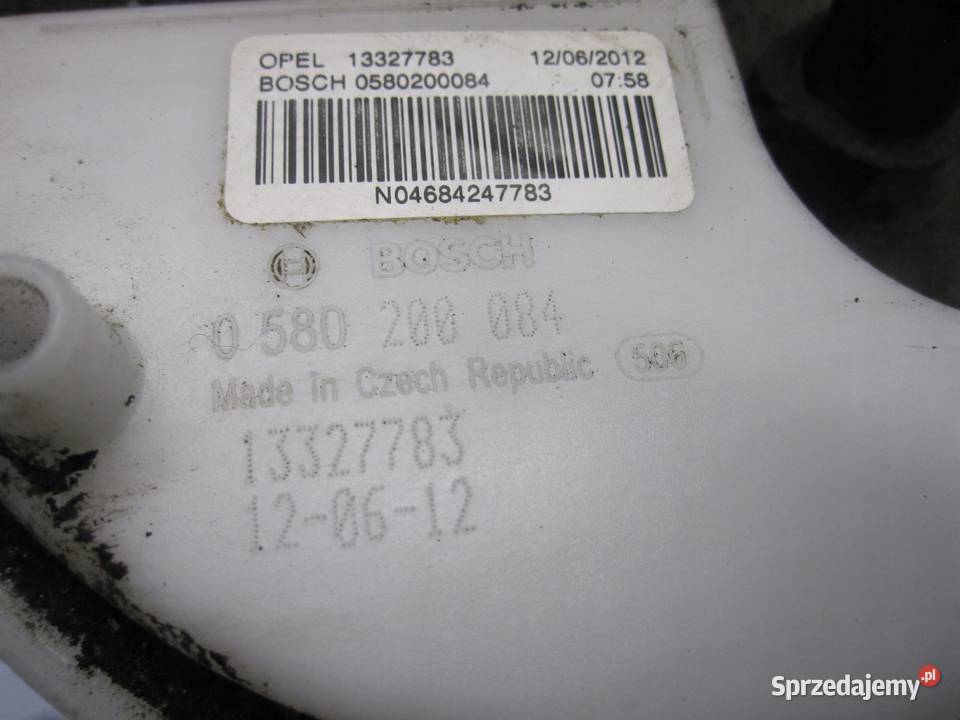 OPEL 13327783 12/06/2012
BOSCH 0580200084 07:58
N04684247783
BOSCH
0 580 200 084
Made in Czech Republic 506
13327783
12-06-12
Sprzedajemy.pl